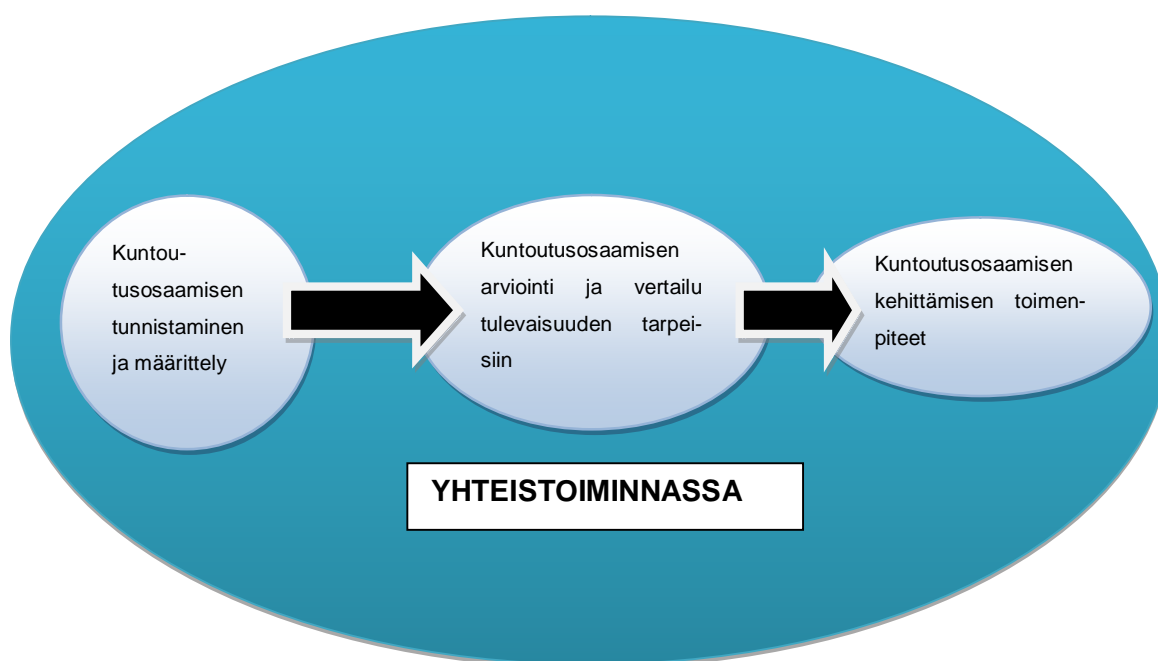 Kuntou-
tusosaamisen
tunnistaminen
ja määrittely
Kuntoutusosaamisen
arviointi ja vertailu
tulevaisuuden tarpei-
siin
Kuntoutusosaamisen
kehittämisen toimen-
piteet
YHTEISTOIMINNASSA